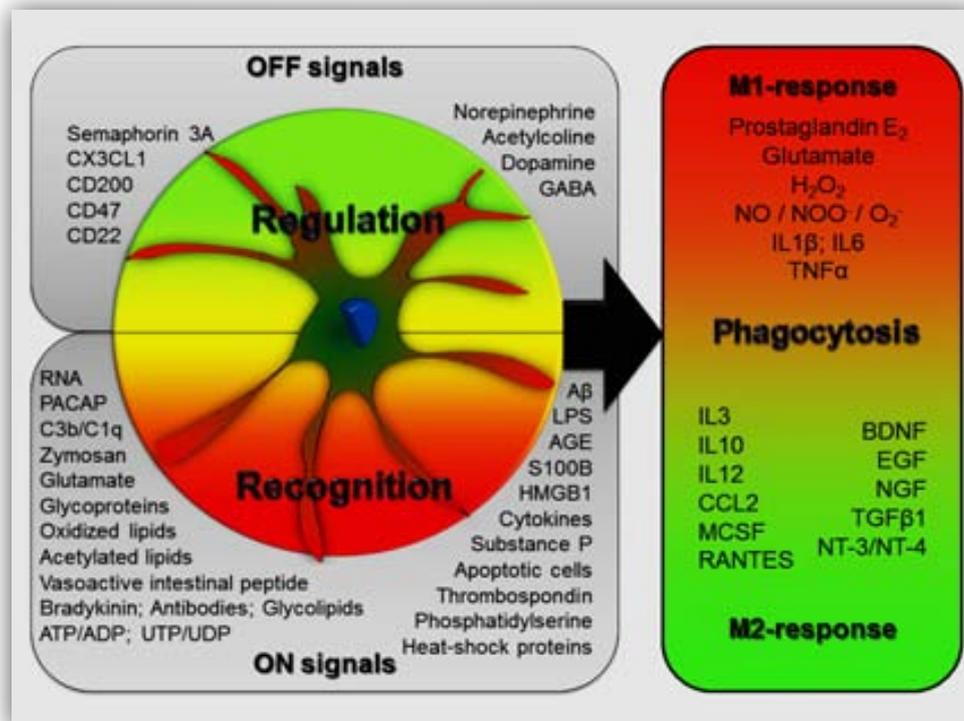 OFF signals
Semaphorin 3A
CX3CL1
CD200
CD47
CD22
Norepinephrine
Acetylcoline
Dopamine
GABA
Regulation
Recognition
RNA
PACAP
C3b/C1q
Zymosan
Glutamate
Glycoproteins
Oxidized lipids
Acetylated lipids
Vasoactive intestinal peptide
Bradykinin; Antibodies; Glycolipids
ATP/ADP; UTP/UDP
Aβ
LPS
AGE
S100B
HMGB1
Cytokines
Substance P
Apoptotic cells
Thrombospondin
Phosphatidylserine
Heat-shock proteins
ON signals
M1-response
Prostaglandin E₂
Glutamate
H₂O₂
NO / NOO⁻ / O₂⁻
IL1β; IL6
TNFα
Phagocytosis
IL3
IL10
IL12
CCL2
MCSF
RANTES
BDNF
EGF
NGF
TGFβ1
NT-3/NT-4
M2-response